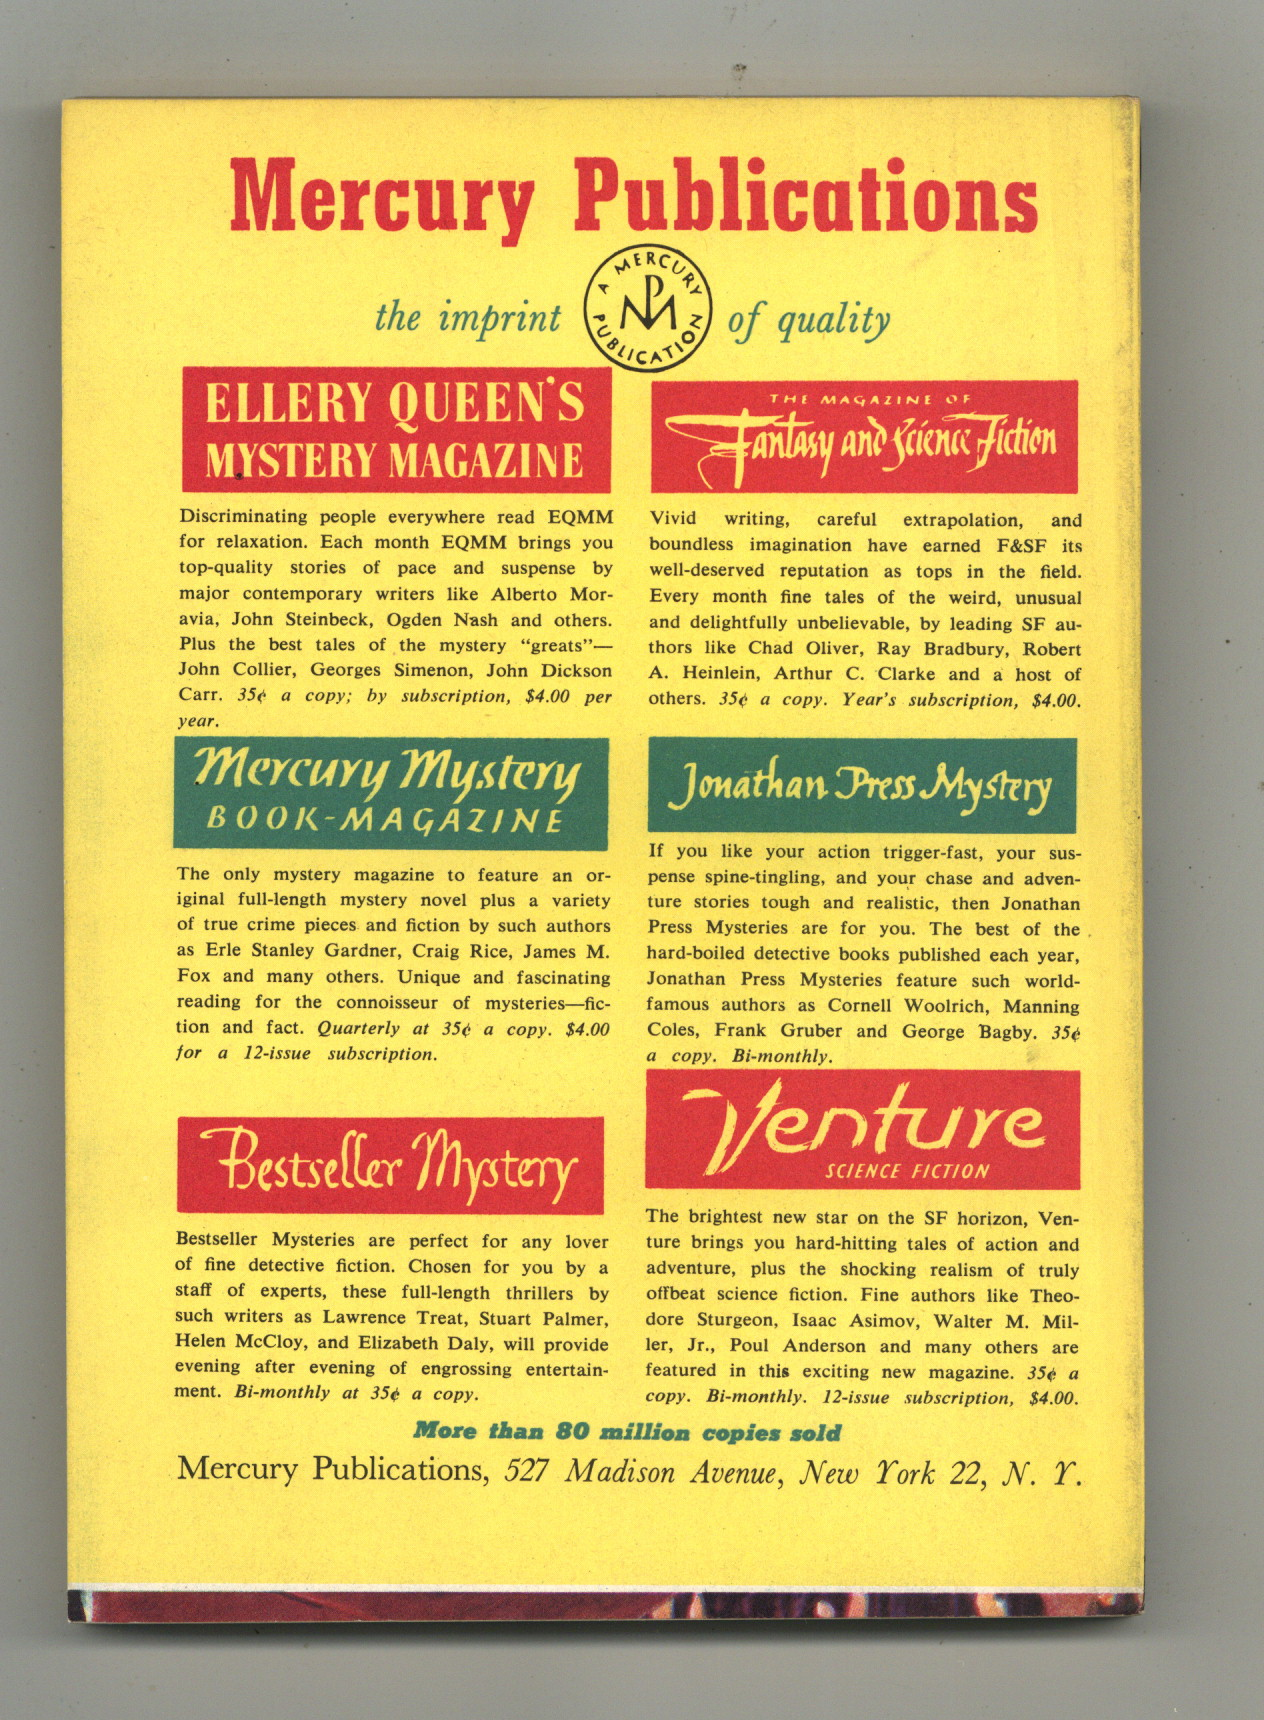 Mercury Publications
the imprint
A MERCURY PUBLICATION
PM
of quality
ELLERY QUEEN'S
MYSTERY MAGAZINE
Discriminating people everywhere read EQMM
for relaxation. Each month EQMM brings you
top-quality stories of pace and suspense by
major contemporary writers like Alberto Mor-
avia, John Steinbeck, Ogden Nash and others.
Plus the best tales of the mystery “greats”—
John Collier, Georges Simenon, John Dickson
Carr. 35¢ a copy; by subscription, $4.00 per
year.
THE MAGAZINE OF
Fantasy and Science Fiction
Vivid writing, careful extrapolation, and
boundless imagination have earned F&SF its
well-deserved reputation as tops in the field.
Every month fine tales of the weird, unusual
and delightfully unbelievable, by leading SF au-
thors like Chad Oliver, Ray Bradbury, Robert
A. Heinlein, Arthur C. Clarke and a host of
others. 35¢ a copy. Year's subscription, $4.00.
Mercury Mystery
BOOK-MAGAZINE
The only mystery magazine to feature an or-
iginal full-length mystery novel plus a variety
of true crime pieces and fiction by such authors
as Erle Stanley Gardner, Craig Rice, James M.
Fox and many others. Unique and fascinating
reading for the connoisseur of mysteries—fic-
tion and fact. Quarterly at 35¢ a copy. $4.00
for a 12-issue subscription.
Jonathan Press Mystery
If you like your action trigger-fast, your sus-
pense spine-tingling, and your chase and adven-
ture stories tough and realistic, then Jonathan
Press Mysteries are for you. The best of the
hard-boiled detective books published each year,
Jonathan Press Mysteries feature such world-
famous authors as Cornell Woolrich, Manning
Coles, Frank Gruber and George Bagby. 35¢
a copy. Bi-monthly.
Bestseller Mystery
Bestseller Mysteries are perfect for any lover
of fine detective fiction. Chosen for you by a
staff of experts, these full-length thrillers by
such writers as Lawrence Treat, Stuart Palmer,
Helen McCloy, and Elizabeth Daly, will provide
evening after evening of engrossing entertain-
ment. Bi-monthly at 35¢ a copy.
Venture
SCIENCE FICTION
The brightest new star on the SF horizon, Ven-
ture brings you hard-hitting tales of action and
adventure, plus the shocking realism of truly
offbeat science fiction. Fine authors like Theo-
dore Sturgeon, Isaac Asimov, Walter M. Mil-
ler, Jr., Poul Anderson and many others are
featured in this exciting new magazine. 35¢ a
copy. Bi-monthly. 12-issue subscription, $4.00.
More than 80 million copies sold
Mercury Publications, 527 Madison Avenue, New York 22, N. Y.